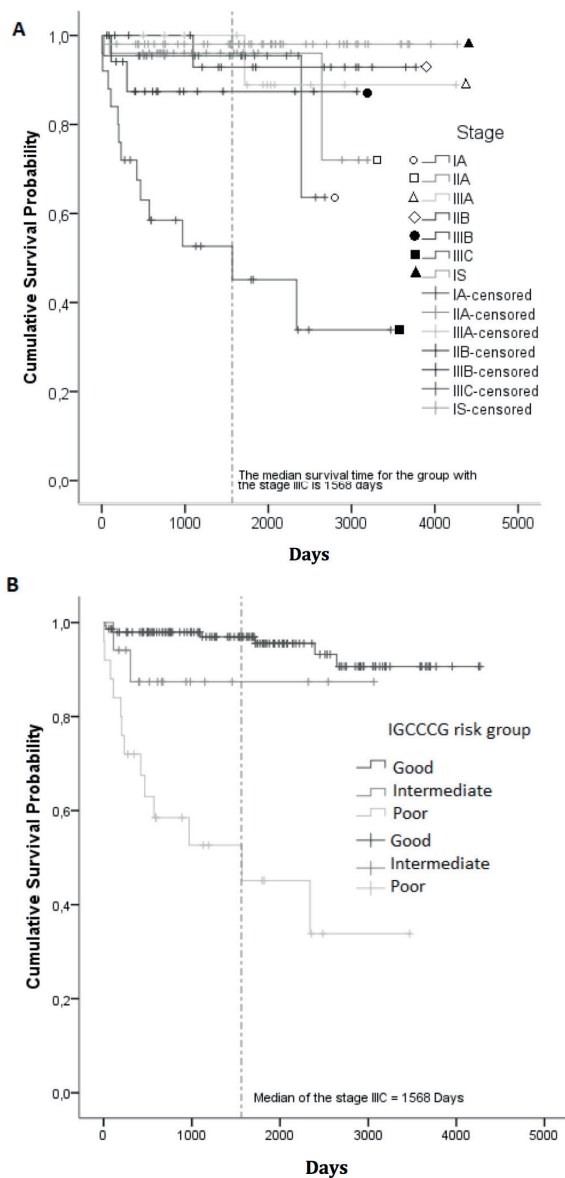 A
Cumulative Survival Probability
1,0
0,8
0,6
0,4
0,2
0,0
Stage
IA
IIA
IIIA
IIB
IIIB
IIIC
IS
IA-censored
IIA-censored
IIIA-censored
IIB-censored
IIIB-censored
IIIC-censored
IS-censored
The median survival time for the group with
the stage IIIC is 1568 days
0 1000 2000 3000 4000 5000
Days
B
Cumulative Survival Probability
1,0
0,8
0,6
0,4
0,2
0,0
IGCCCG risk group
Good
Intermediate
Poor
Good
Intermediate
Poor
Median of the stage IIIC = 1568 Days
0 1000 2000 3000 4000 5000
Days